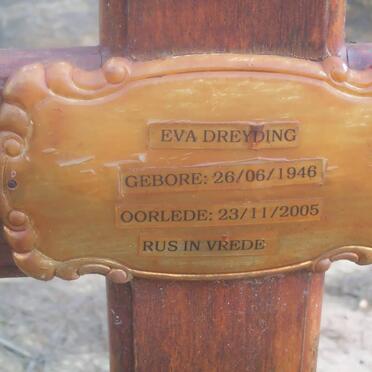 EVA DREYDING
GEBORE: 26/06/1946
OORLEDE: 23/11/2005
RUS IN VREDE